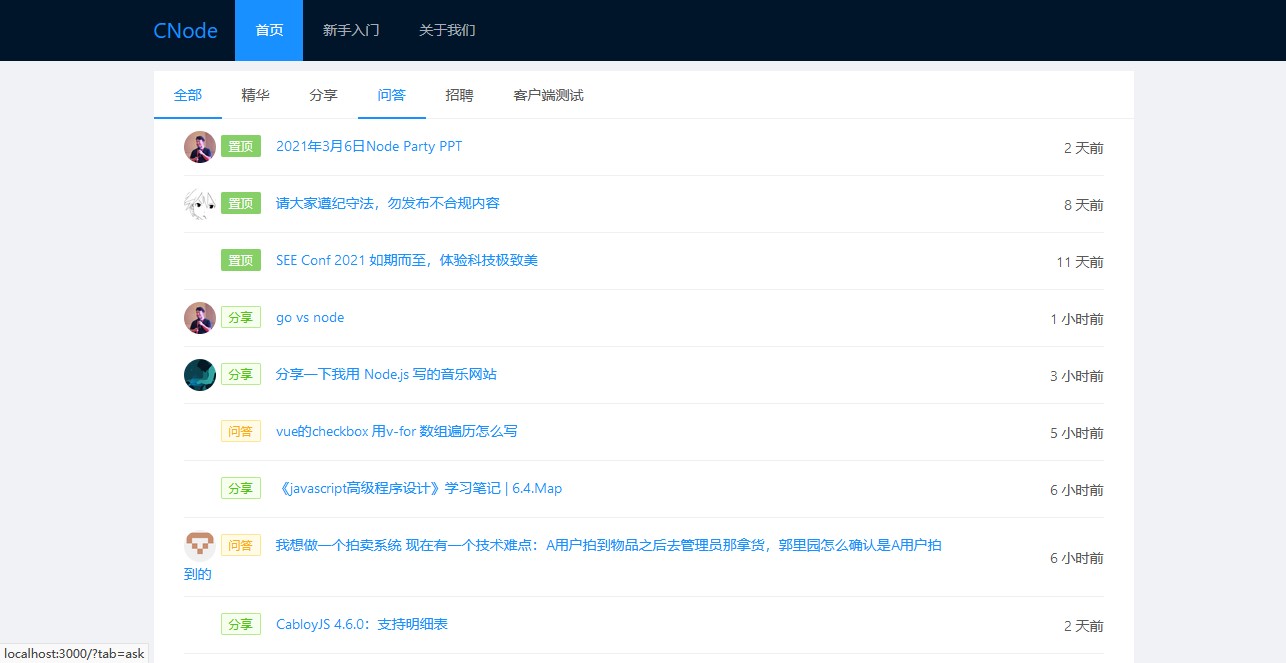 CNode 首页 新手入门 关于我们
全部 精华 分享 问答 招聘 客户端测试
置顶 2021年3月6日Node Party PPT 2 天前
置顶 请大家遵纪守法，勿发布不合规内容 8 天前
置顶 SEE Conf 2021 如期而至，体验科技极致美 11 天前
分享 go vs node 1 小时前
分享 分享一下我用 Node.js 写的音乐网站 3 小时前
问答 vue的checkbox 用v-for 数组遍历怎么写 5 小时前
分享 《javascript高级程序设计》学习笔记 | 6.4.Map 6 小时前
问答 我想做一个拍卖系统 现在有一个技术难点：A用户拍到物品之后去管理员那拿货，郭里园怎么确认是A用户拍 6 小时前
到的
分享 CabloyJS 4.6.0：支持明细表 2 天前
localhost:3000/?tab=ask